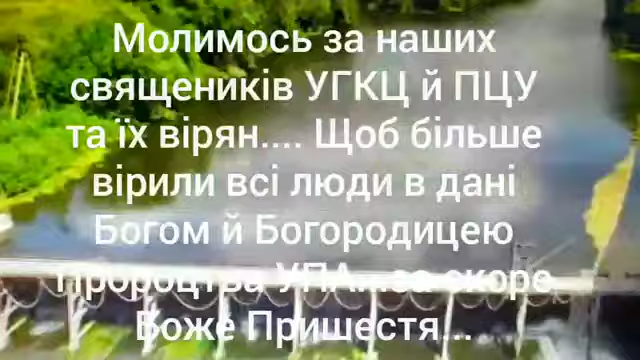 Молимось за наших
священиків УГКЦ й ПЦУ
та їх вірян.... Щоб більше
вірили всі люди в дані
Богом й Богородицею
Пророцтва УПА...за скоре
Боже Пришестя...